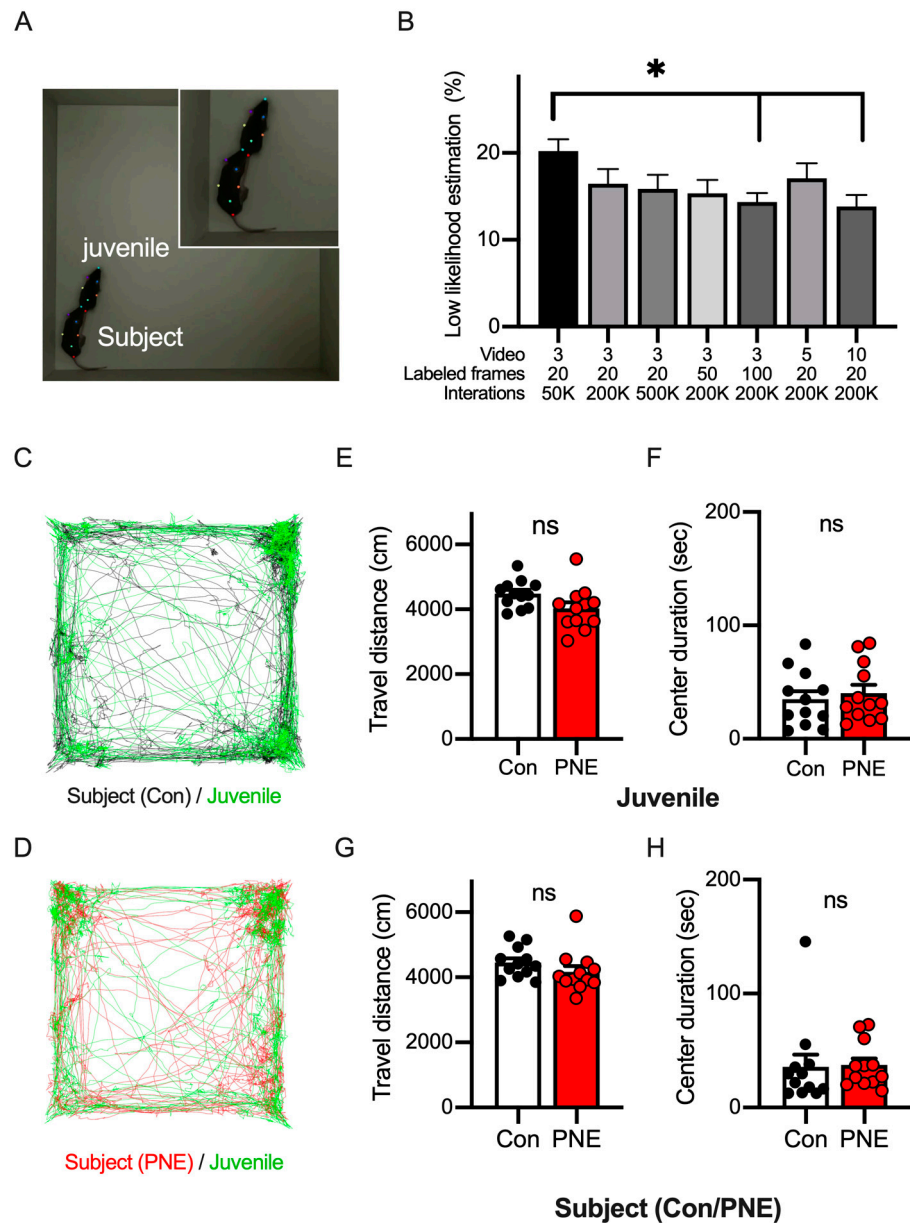 A
juvenile
Subject
B
Low likelihood estimation (%)
20
10
0
*
Video 3 3 3 3 3 5 10
Labeled frames 20 20 20 50 100 20 20
Interations 50K 200K 500K 200K 200K 200K 200K
C
Subject (Con) / Juvenile
E
Travel distance (cm)
6000
4000
2000
0
ns
Con PNE
F
Center duration (sec)
200
100
0
ns
Con PNE
Juvenile
D
Subject (PNE) / Juvenile
G
Travel distance (cm)
6000
4000
2000
0
ns
Con PNE
H
Center duration (sec)
200
100
0
ns
Con PNE
Subject (Con/PNE)